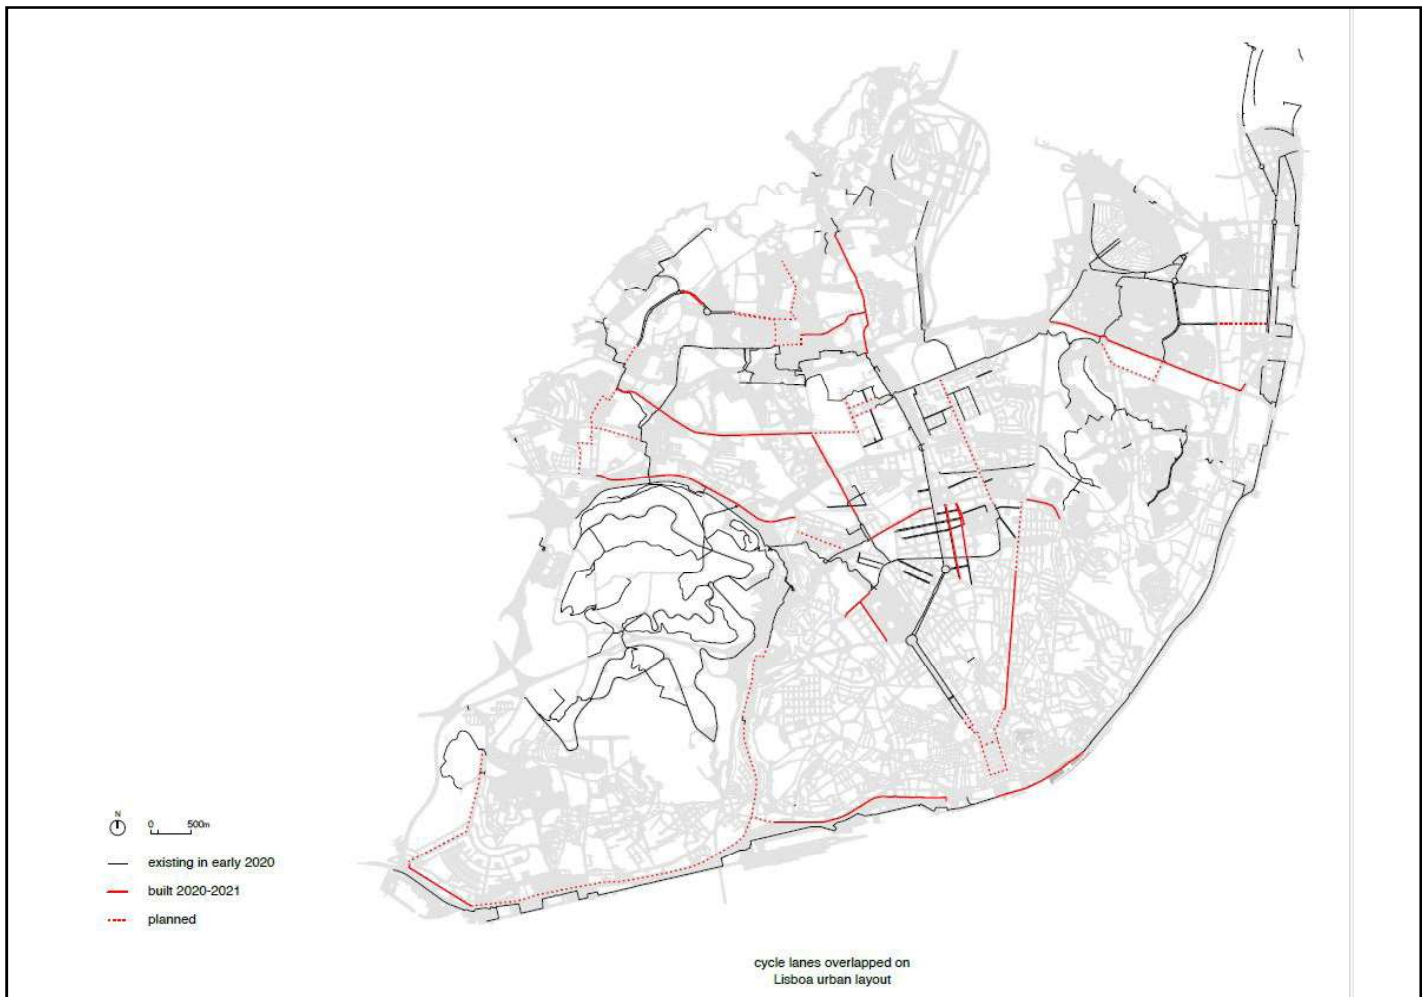 N
0 500m
existing in early 2020
built 2020-2021
planned
cycle lanes overlapped on
Lisboa urban layout